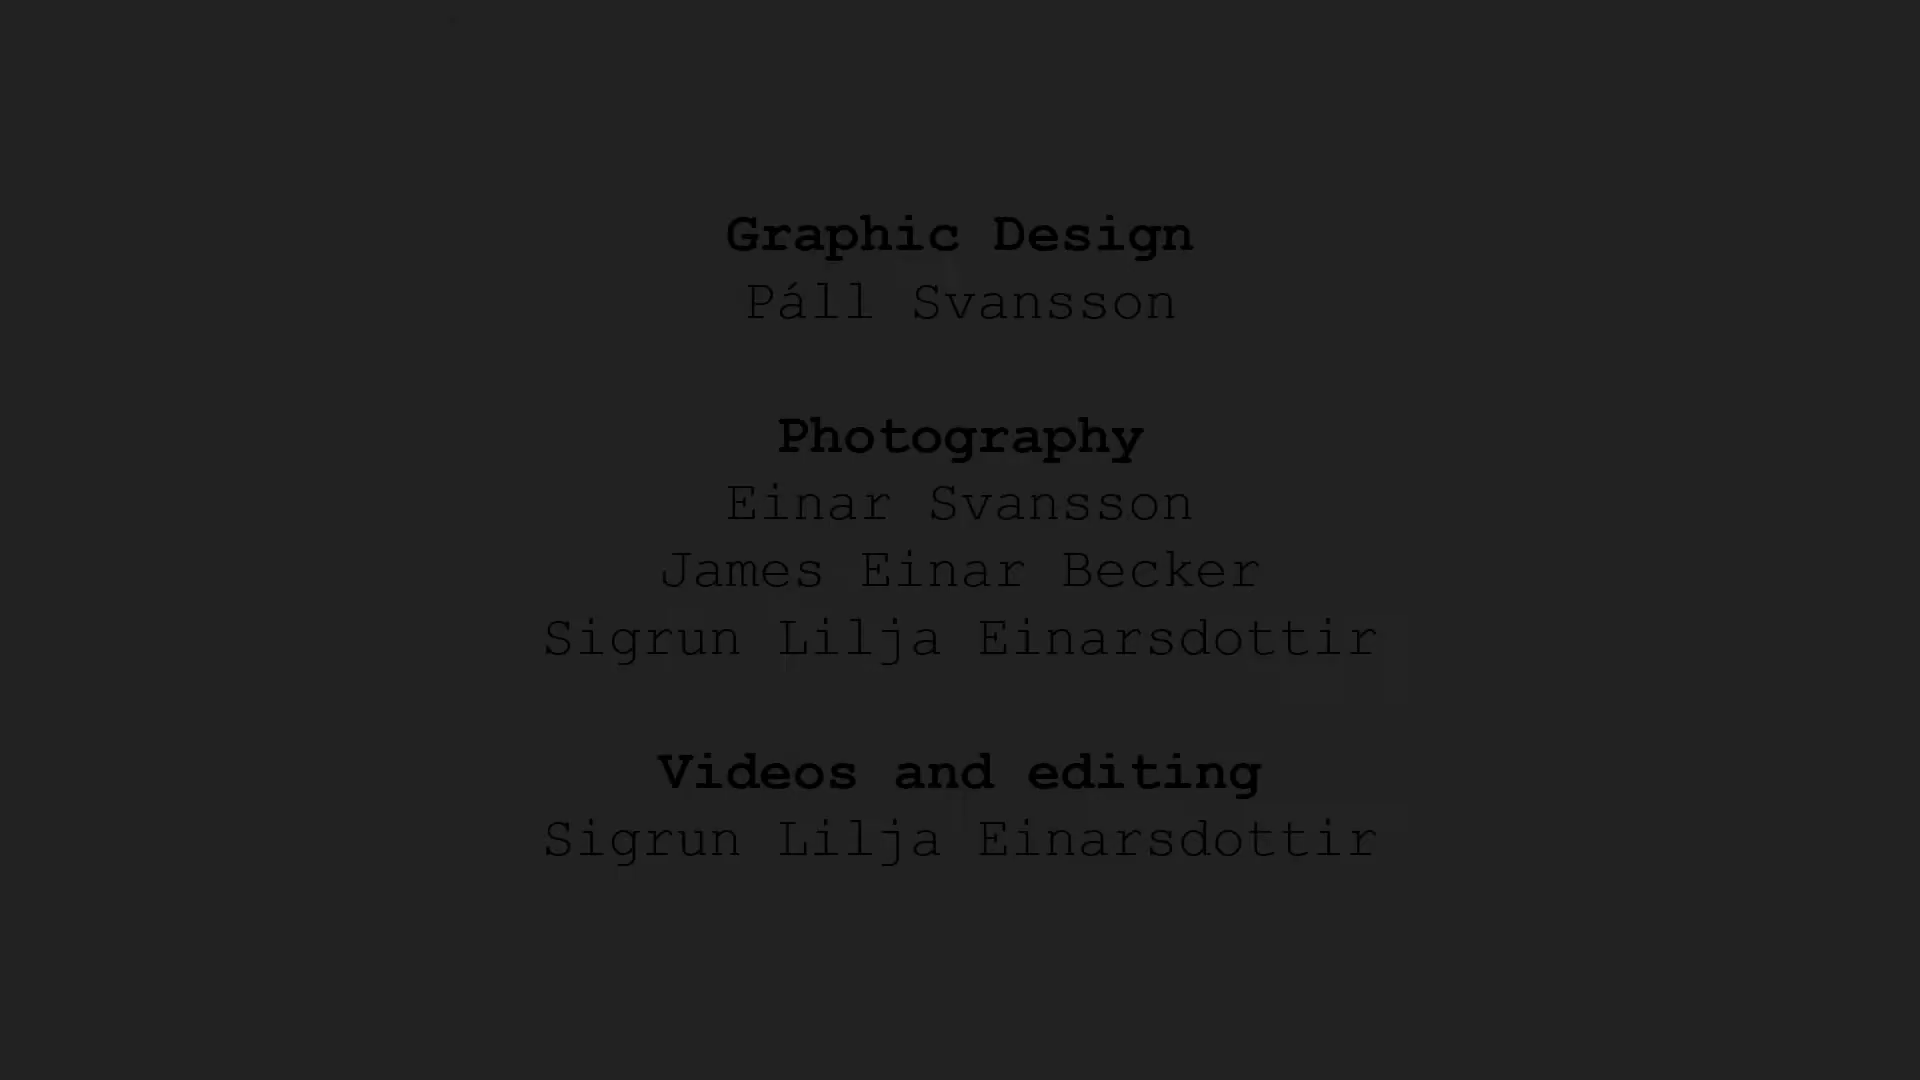 Graphic Design
Páll Svansson
Photography
Einar Svansson
James Einar Becker
Sigrun Lilja Einarsdottir
Videos and editing
Sigrun Lilja Einarsdottir